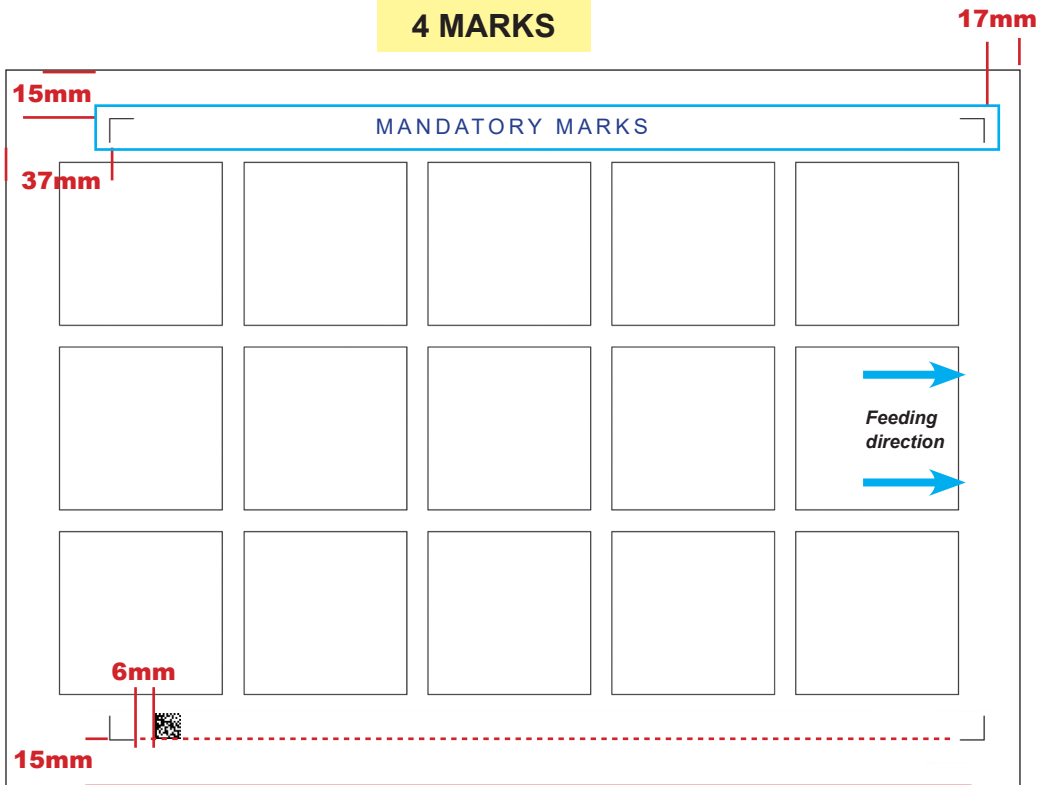 4 MARKS
17mm
15mm
MANDATORY MARKS
37mm
Feeding
direction
6mm
15mm